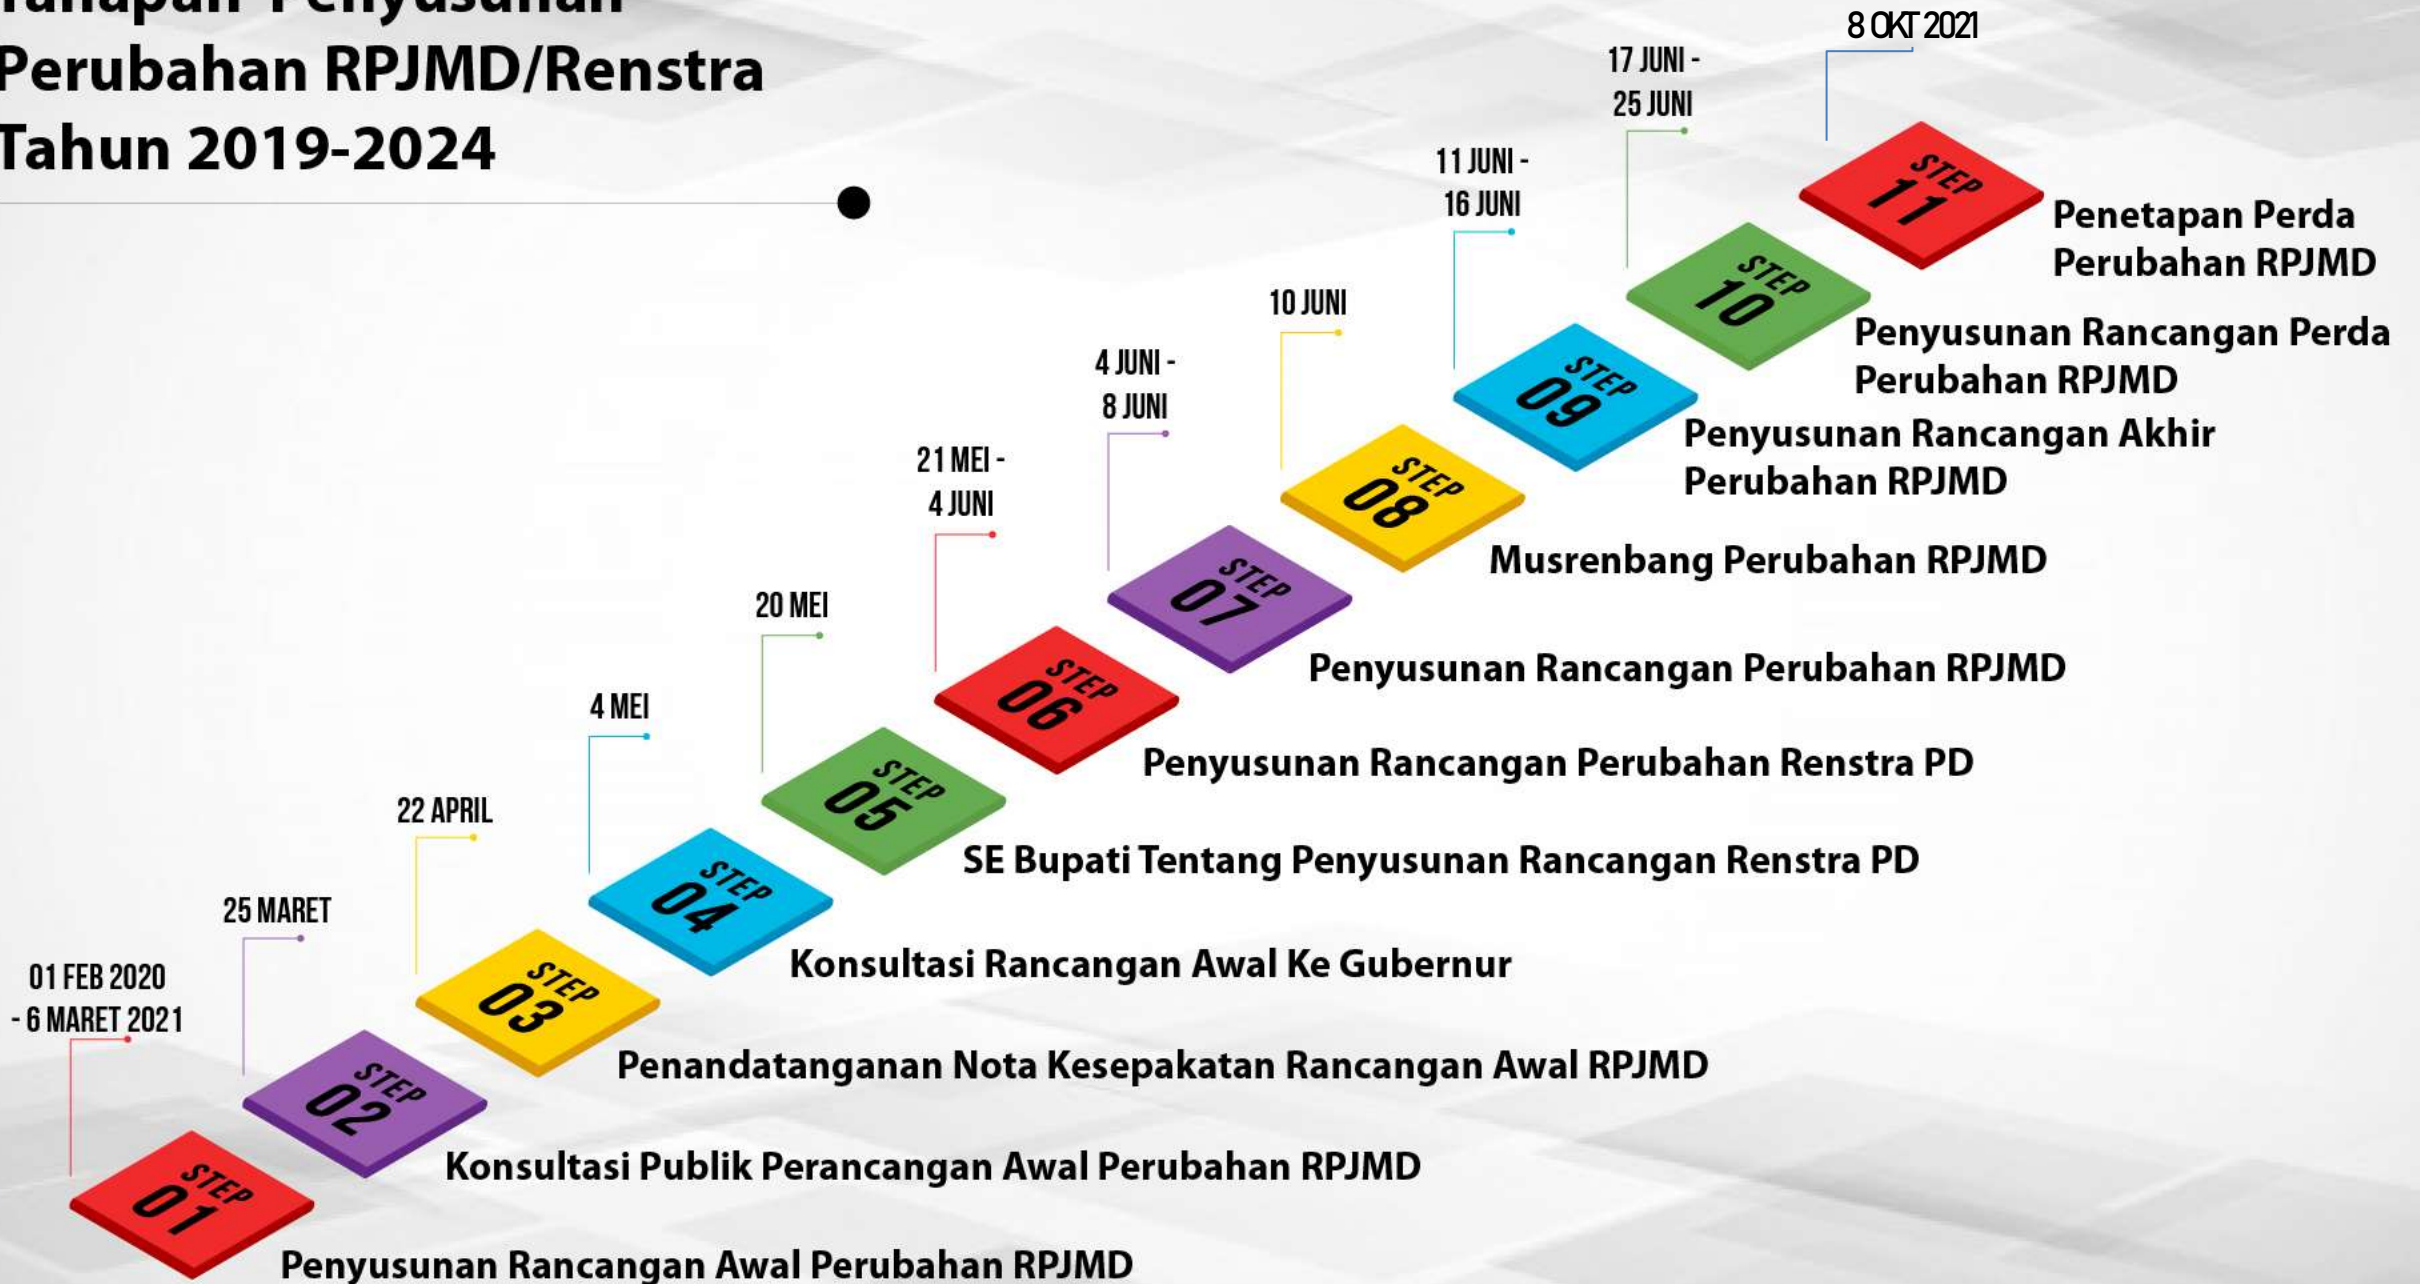 Tahapan Penyusunan
Perubahan RPJMD/Renstra
Tahun 2019-2024
01 FEB 2020
- 6 MARET 2021
STEP
01
Penyusunan Rancangan Awal Perubahan RPJMD
25 MARET
STEP
02
Konsultasi Publik Perancangan Awal Perubahan RPJMD
22 APRIL
STEP
03
Penandatanganan Nota Kesepakatan Rancangan Awal RPJMD
4 MEI
STEP
04
Konsultasi Rancangan Awal Ke Gubernur
20 MEI
STEP
05
SE Bupati Tentang Penyusunan Rancangan Renstra PD
21 MEI -
4 JUNI
STEP
06
Penyusunan Rancangan Perubahan Renstra PD
4 JUNI -
8 JUNI
STEP
07
Penyusunan Rancangan Perubahan RPJMD
10 JUNI
STEP
08
Musrenbang Perubahan RPJMD
11 JUNI -
16 JUNI
STEP
09
Penyusunan Rancangan Akhir
Perubahan RPJMD
17 JUNI -
25 JUNI
STEP
10
Penyusunan Rancangan Perda
Perubahan RPJMD
8 OKT 2021
STEP
11
Penetapan Perda
Perubahan RPJMD